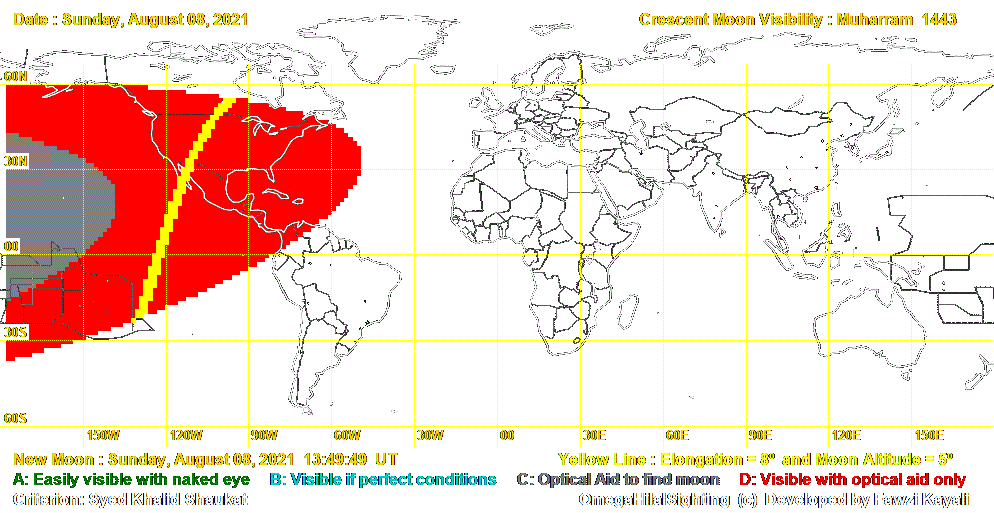 Date : Sunday, August 08, 2021 Crescent Moon Visibility : Muharram 1443
60N
30N
00
30S
60S
150W 120W 90W 60W 30W 00 30E 60E 90E 120E 150E
New Moon : Sunday, August 08, 2021 13:49:49 UT Yellow Line : Elongation = 8º and Moon Altitude = 5º
A: Easily visible with naked eye B: Visible if perfect conditions C: Optical Aid to find moon D: Visible with optical aid only
Criterion: Syed Khalid Shaukat OmegaHilalSighting (c) Developed by Fawzi Kayali